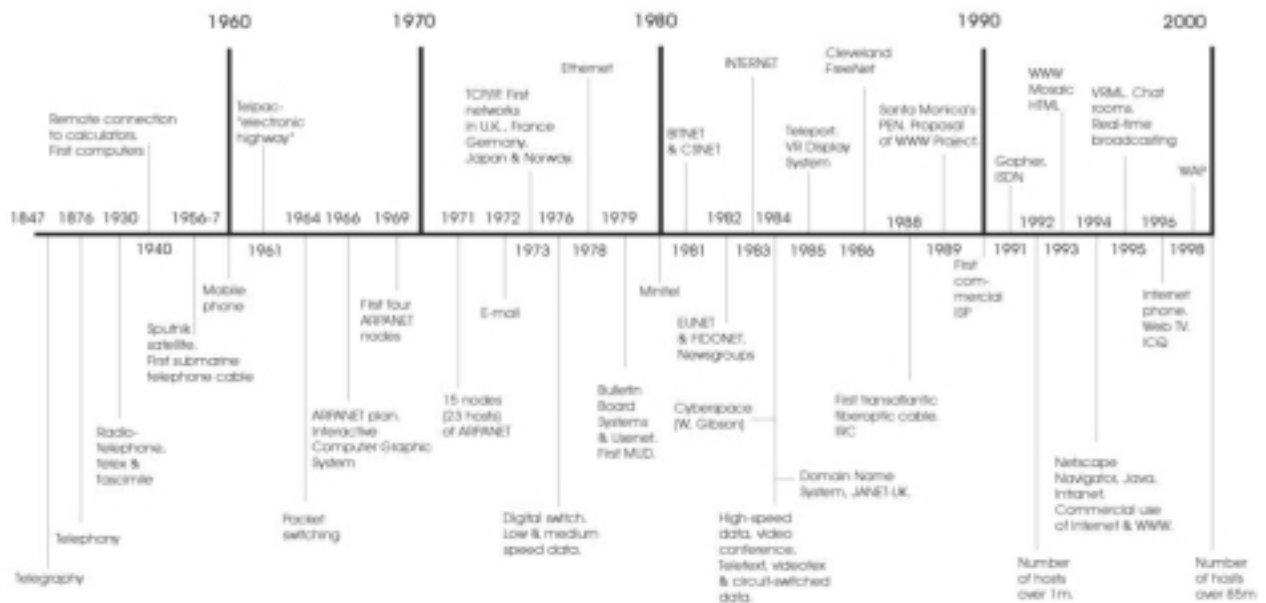 1960
1970
1980
1990
2000
Remote connection
to calculators.
First computers
Telpac-
"electronic
highway"
TCP/IP. First
networks
in U.K., France
Germany,
Japan & Norway.
Ethernet
BITNET
& CSNET
INTERNET
Teleport.
VR Display
System
Cleveland
FreeNet
Santa Monica's
PEN. Proposal
of WWW Project.
Gopher,
ISDN
WWW
Mosaic
HTML
VRML. Chat
rooms.
Real-time
broadcasting
WAP
1847
1876
1930
1940
1956-7
1961
1964
1966
1969
1971
1972
1973
1976
1978
1979
1981
1982
1983
1984
1985
1986
1988
1989
1991
1992
1993
1994
1995
1996
1998
Telegraphy
Telephony
Radio-
telephone,
telex &
fascimile
Sputnik
satellite.
First submarine
telephone cable
Mobile
phone
Packet
switching
ARPANET plan.
Interactive
Computer Graphic
System
First four
ARPANET
nodes
15 nodes
(23 hosts)
of ARPANET
E-mail
Digital switch.
Low & medium
speed data.
Bulletin
Board
Systems
& Usenet.
First MUD.
Minitel
EUNET
& FIDONET.
Newsgroups
Cyberspace
(W. Gibson)
Domain Name
System, JANET-UK.
High-speed
data, video
conference.
Teletext, videotex
& circuit-switched
data.
First transatlantic
fiberoptic cable.
IRC
First
com-
mercial
ISP
Number
of hosts
over 1m.
Netscape
Navigator, Java.
Intranet.
Commercial use
of Internet & WWW.
Internet
phone.
Web TV.
ICQ
Number
of hosts
over 65m